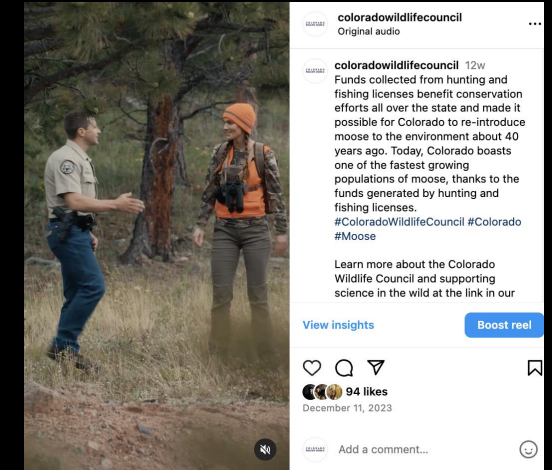 coloradowildlifecouncil
Original audio
coloradowildlifecouncil 12w
Funds collected from hunting and
fishing licenses benefit conservation
efforts all over the state and made it
possible for Colorado to re-introduce
moose to the environment about 40
years ago. Today, Colorado boasts
one of the fastest growing
populations of moose, thanks to the
funds generated by hunting and
fishing licenses.
#ColoradoWildlifeCouncil #Colorado
#Moose
Learn more about the Colorado
Wildlife Council and supporting
science in the wild at the link in our
View insights
Boost reel
94 likes
December 11, 2023
Add a comment...